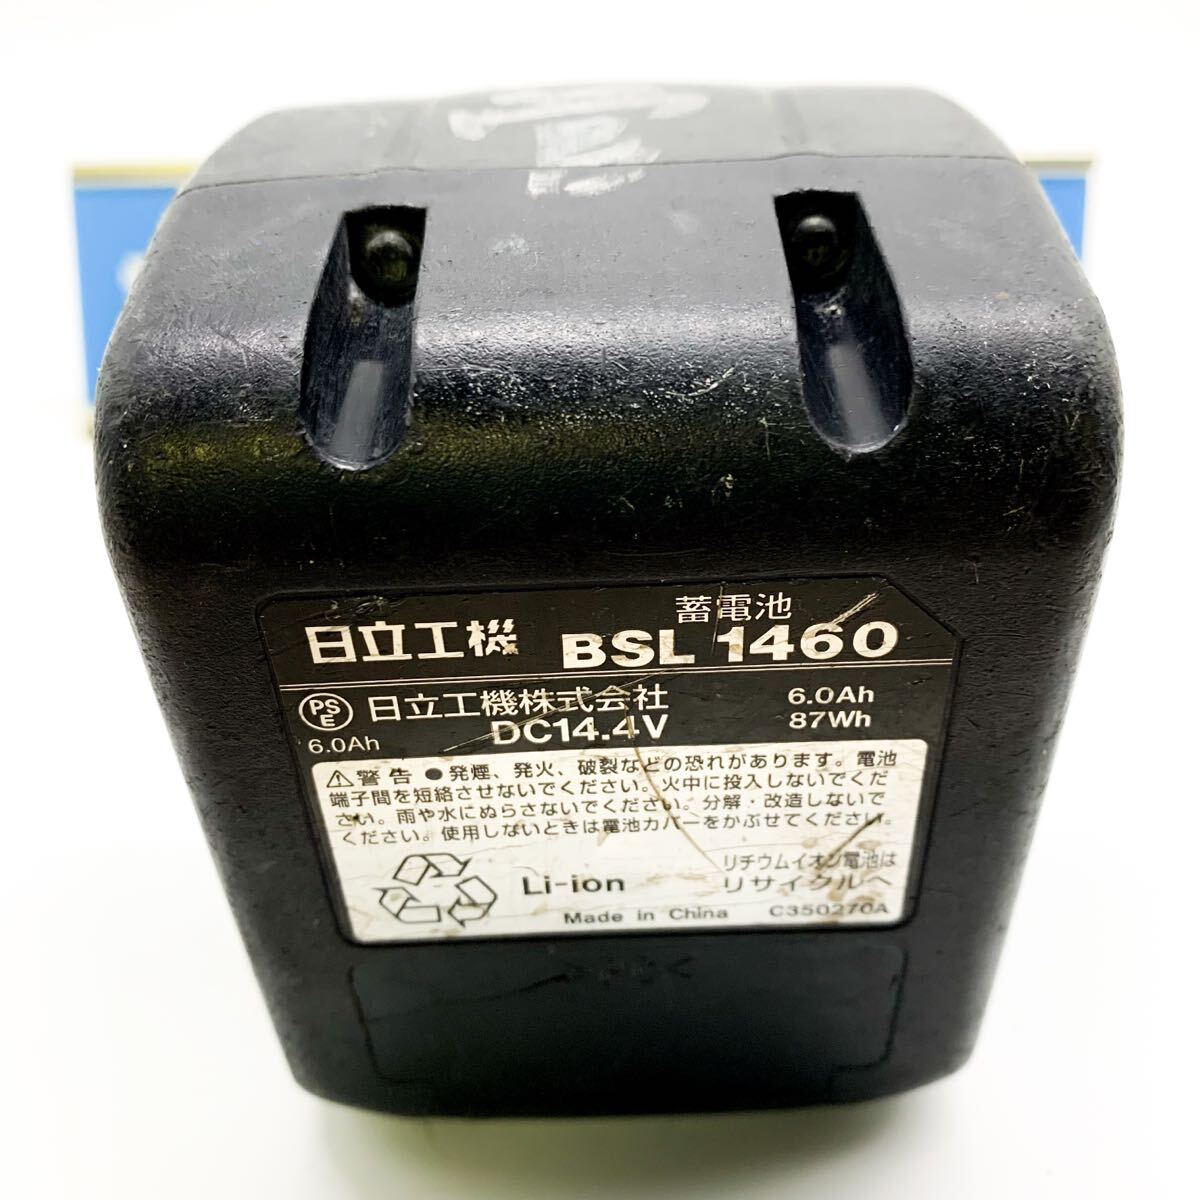 蓄電池
日立工機 BSL 1460
PSE 日立工機株式会社 6.0Ah
6.0Ah DC14.4V 87Wh
⚠警告 ●発煙、発火、破裂などの恐れがあります。電池
端子間を短絡させないでください。火中に投入しないでくだ
さい。雨や水にぬらさないでください。分解・改造しないで
ください。使用しないときは電池カバーをかぶせてください。
リチウムイオン電池は
Li-ion リサイクルへ
Made in China C350270A